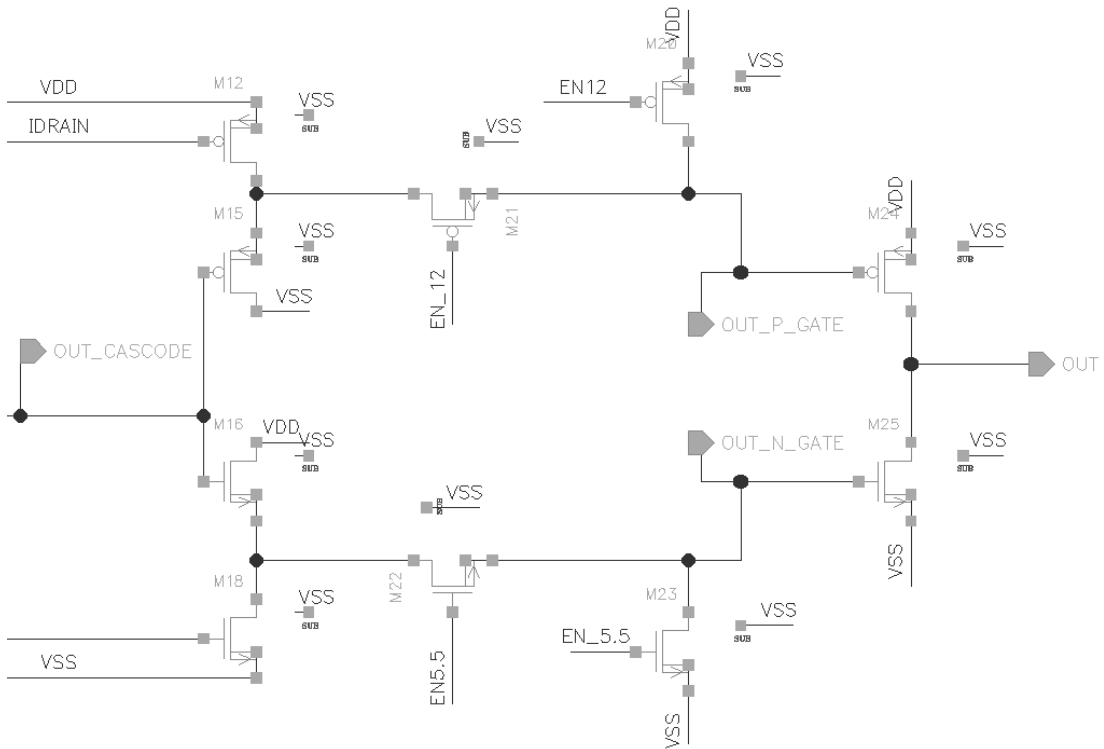 M20
VDD
VSS
SUB
VDD
M12
VSS
SUB
EN12
IDRAIN
VSS
SUB
M15
VSS
SUB
M21
M24
VDD
VSS
SUB
VSS
EN_12
OUT_P_GATE
OUT_CASCODE
OUT
M16
VDD
VSS
SUB
OUT_N_GATE
M25
VSS
SUB
VSS
SUB
M22
M18
VSS
SUB
M23
VSS
SUB
VSS
EN_5.5
VSS
EN5.5
VSS